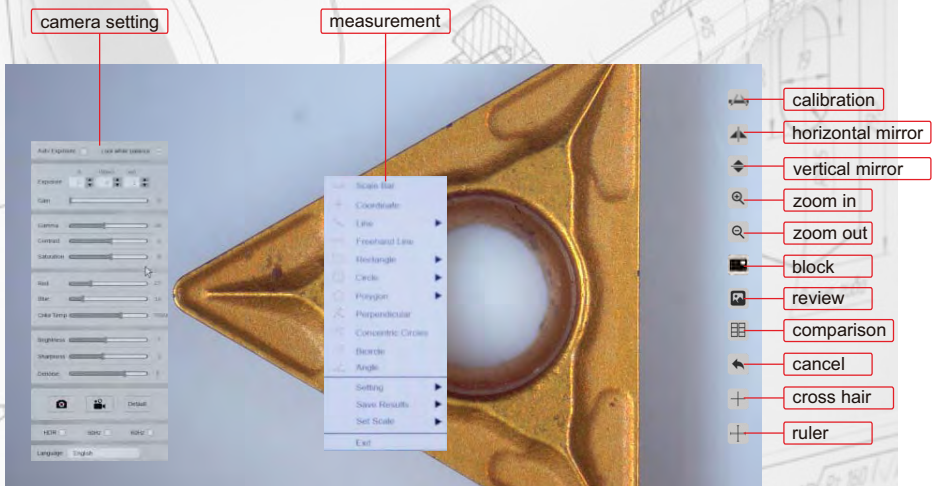 camera setting
measurement
calibration
horizontal mirror
vertical mirror
zoom in
zoom out
block
review
comparison
cancel
cross hair
ruler
Auto Exposure
Exposure
Gain
Gamma
Contrast
Saturation
Red
Blue
Color Temp
Brightness
Sharpness
Denoise
Default
HDR 50Hz 60Hz
Language English
Scale Bar
Coordinate
Line
Freehand Line
Rectangle
Circle
Polygon
Perpendicular
Concentric Circles
Angle
Setting
Save Results
Set Scale
Exit